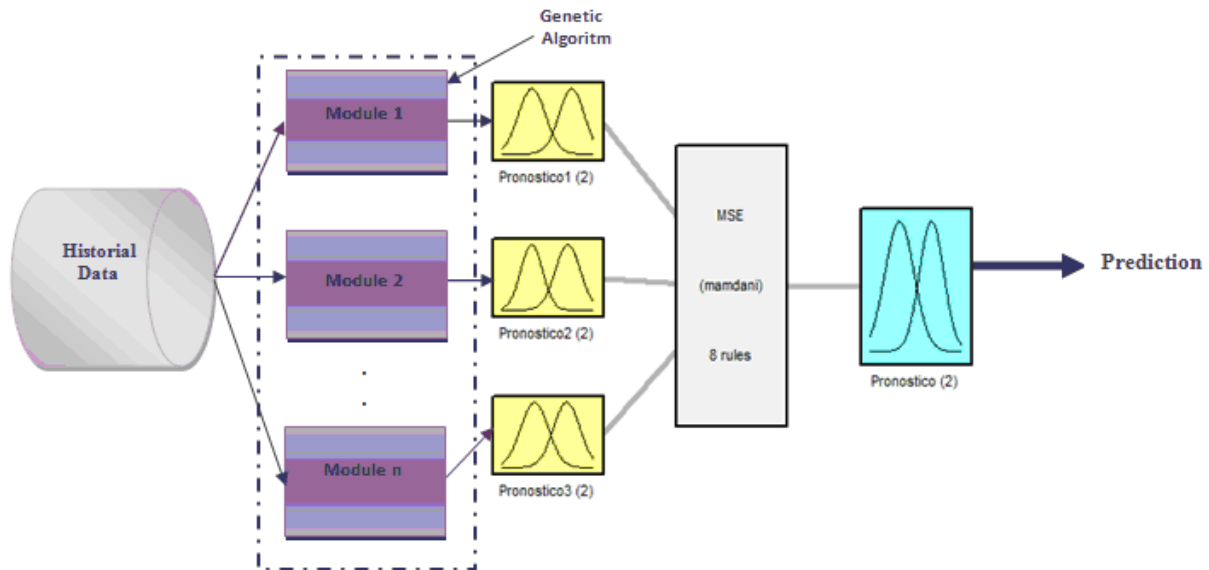 Genetic
Algoritm
Module 1
Pronostico1 (2)
Historial
Data
Module 2
Pronostico2 (2)
MSE
(mamdani)
8 rules
Pronostico (2)
Prediction
.
.
Module n
Pronostico3 (2)